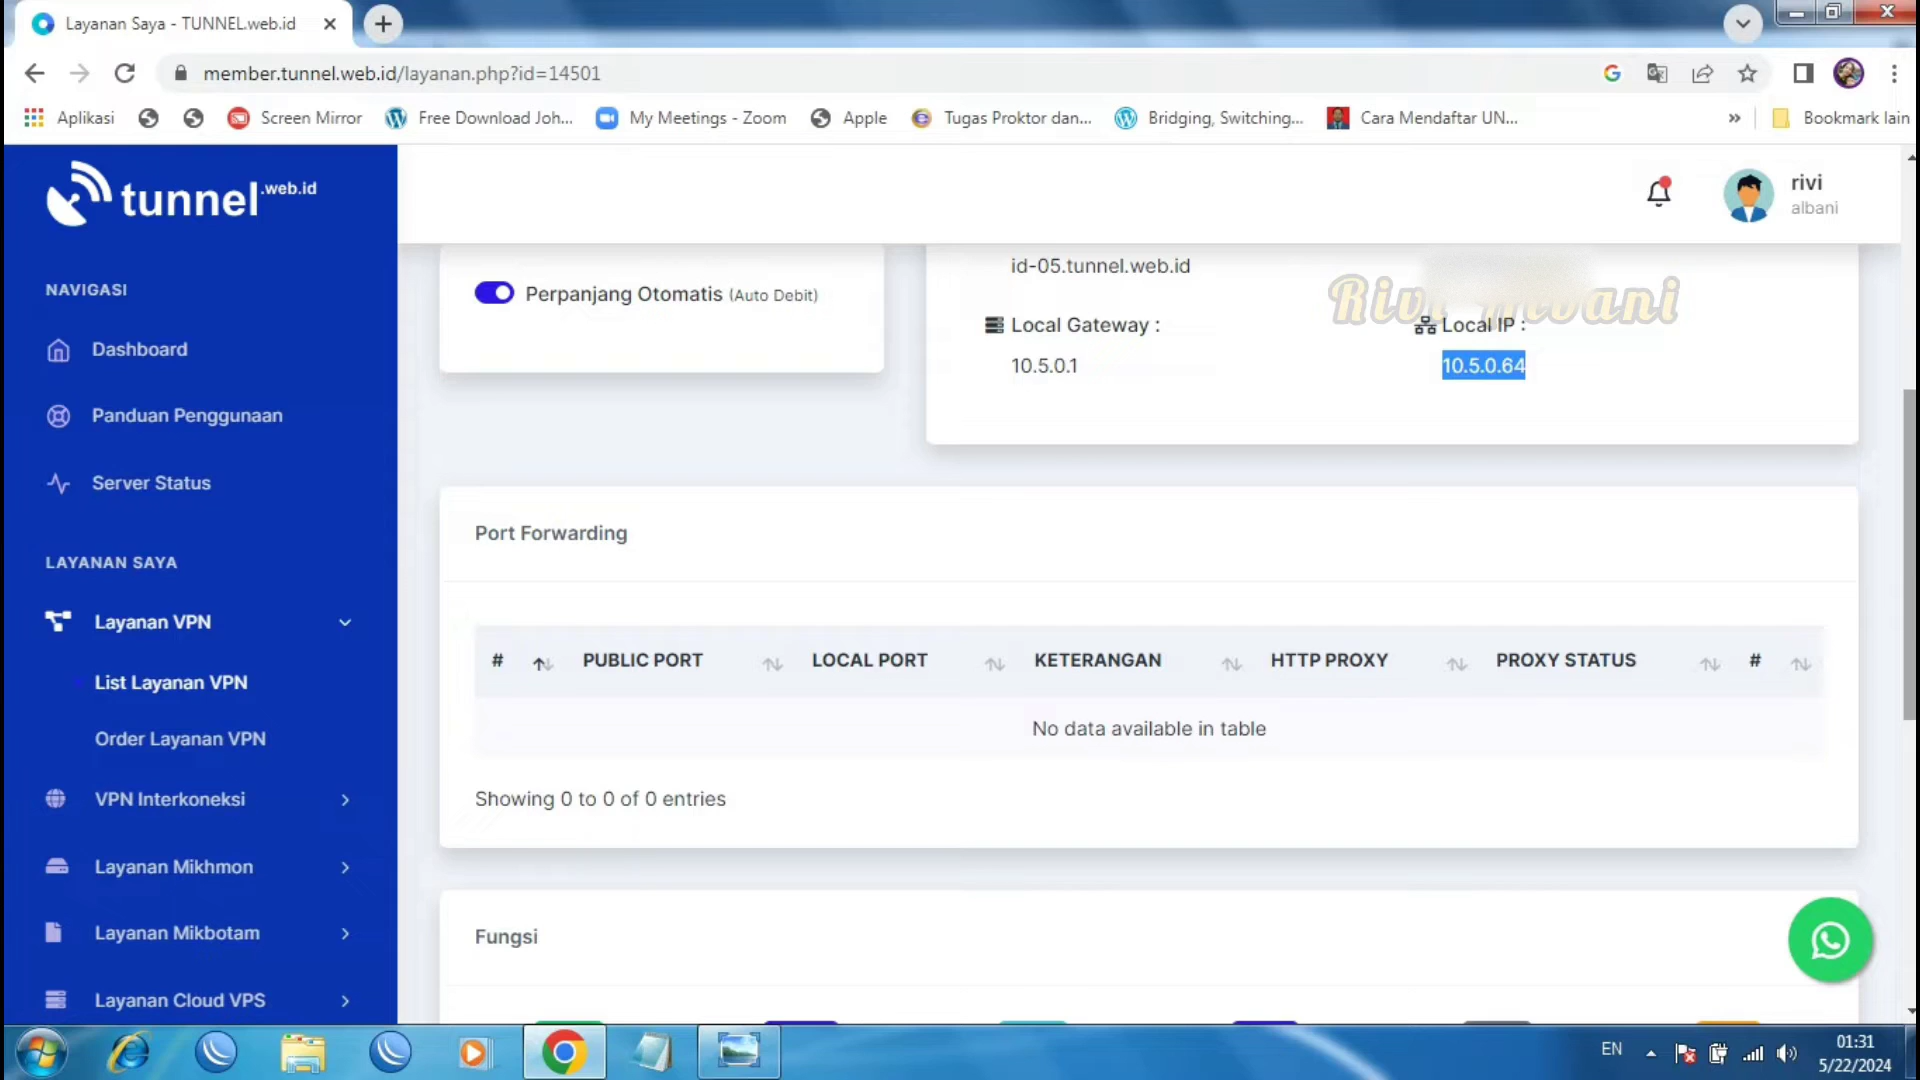 Layanan Saya - TUNNEL.web.id
member.tunnel.web.id/layanan.php?id=14501
Aplikasi
Screen Mirror
Free Download Joh...
My Meetings - Zoom
Apple
Tugas Proktor dan...
Bridging, Switching...
Cara Mendaftar UN...
»
Bookmark lain
tunnel.web.id
rivi
albani
NAVIGASI
Dashboard
Panduan Penggunaan
Server Status
LAYANAN SAYA
Layanan VPN
List Layanan VPN
Order Layanan VPN
VPN Interkoneksi
Layanan Mikhmon
Layanan Mikbotam
Layanan Cloud VPS
Perpanjang Otomatis (Auto Debit)
id-05.tunnel.web.id
Local Gateway :
10.5.0.1
Local IP :
10.5.0.64
Port Forwarding
# PUBLIC PORT LOCAL PORT KETERANGAN HTTP PROXY PROXY STATUS #
No data available in table
Showing 0 to 0 of 0 entries
Fungsi
EN
01:31
5/22/2024